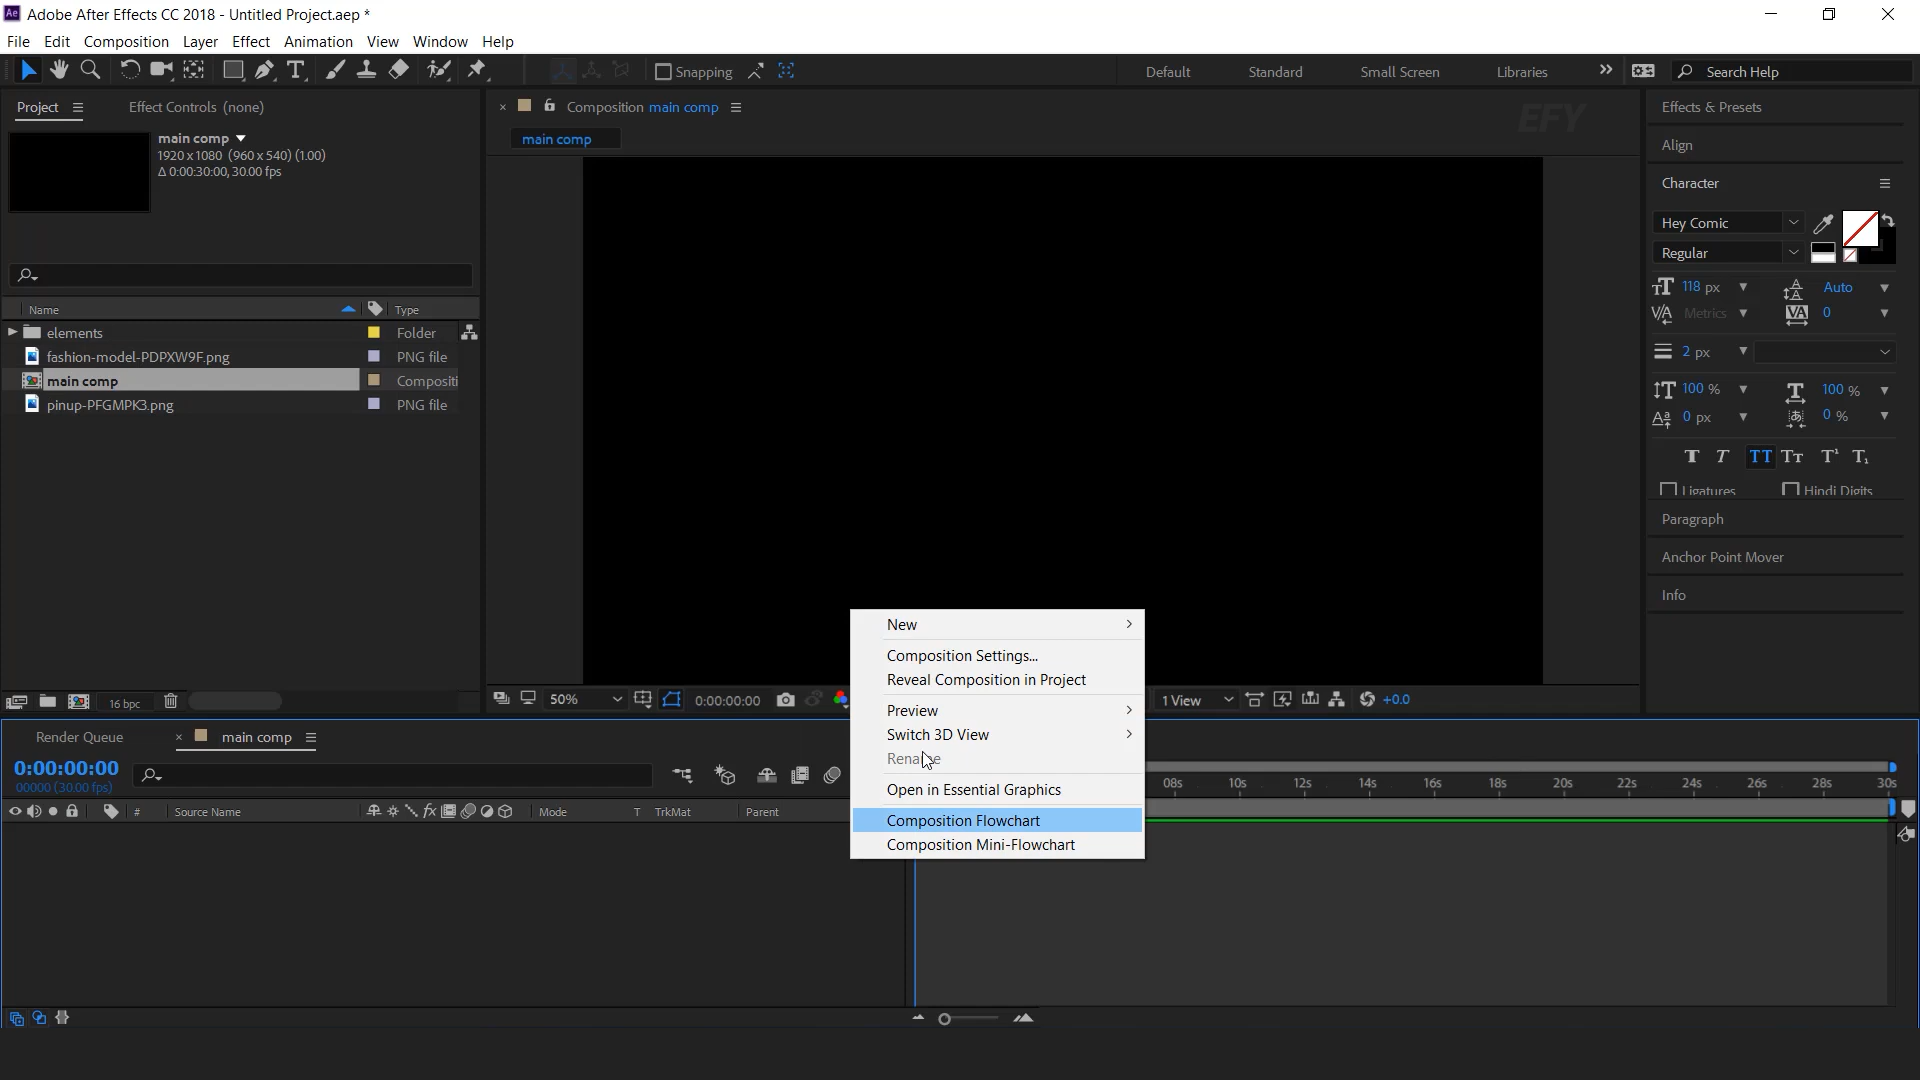 Ae Adobe After Effects CC 2018 - Untitled Project.aep *
File Edit Composition Layer Effect Animation View Window Help
Snapping Default Standard Small Screen Libraries Search Help
Project Effect Controls (none)
Composition main comp
EFY
Effects & Presets
main comp
1920 x 1080 (960 x 540) (1.00)
Δ 0:00:30:00, 30.00 fps
main comp
Align
Character
Hey Comic
Regular
118 px Auto
Metrics 0
2 px
100 % 100 %
0 px 0 %
Ligatures Hindi Digits
Paragraph
Anchor Point Mover
Info
Name Type
elements Folder
fashion-model-PDPXW9F.png PNG file
main comp Compositi
pinup-PFGMPK3.png PNG file
New
Composition Settings...
Reveal Composition in Project
Preview
Switch 3D View
Rename
Open in Essential Graphics
Composition Flowchart
Composition Mini-Flowchart
16 bpc
50% 0:00:00:00 1 View +0.0
Render Queue main comp
0:00:00:00
00000 (30.00 fps)
08s 10s 12s 14s 16s 18s 20s 22s 24s 26s 28s 30s
# Source Name fx Mode T TrkMat Parent